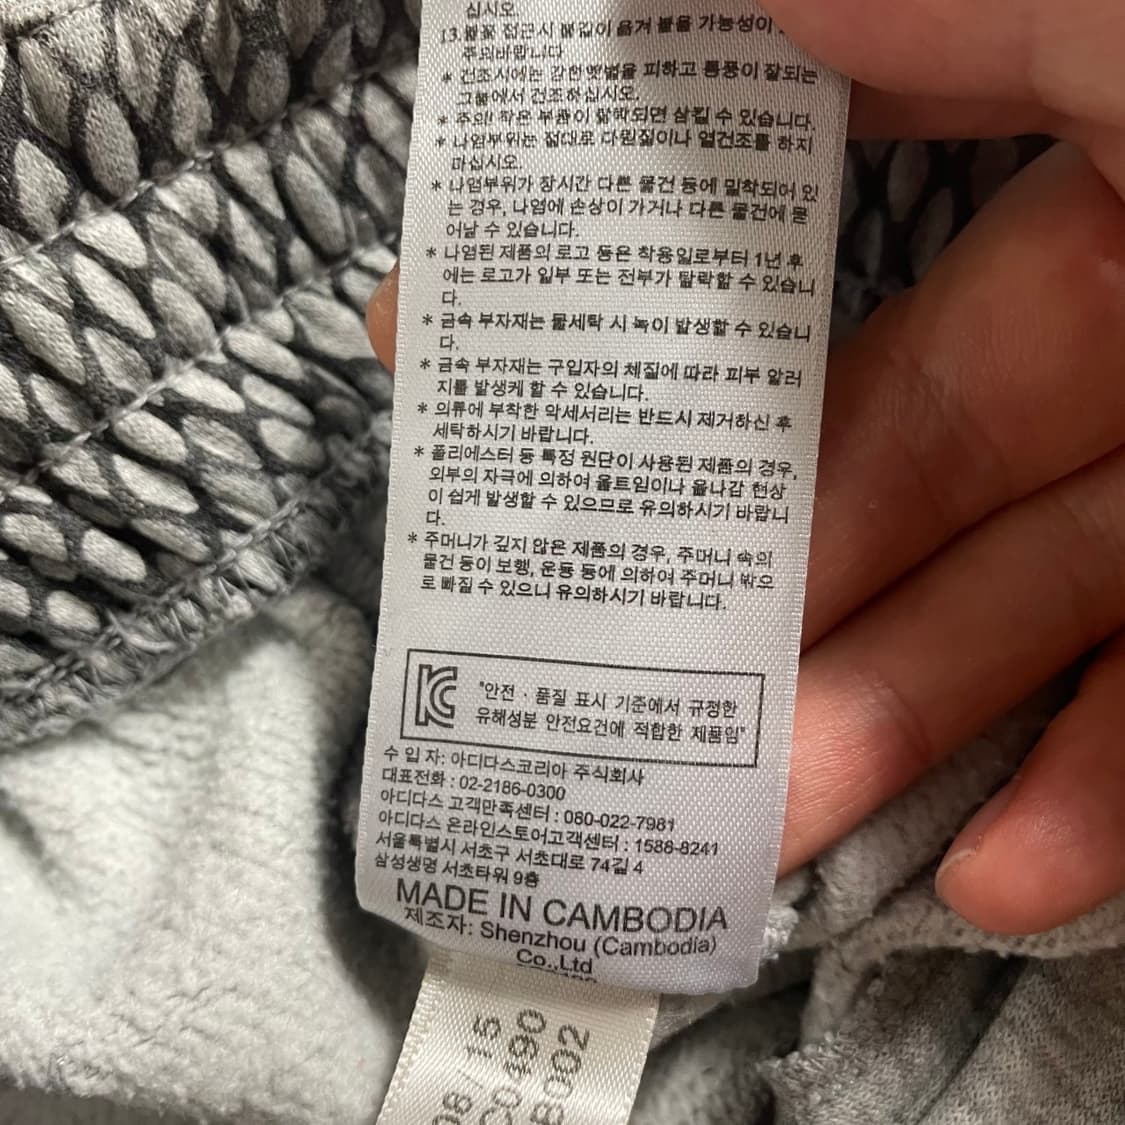 십시오.
13.불꽃 접근시 불길이 옮겨 붙을 가능성이
주의바랍니다
* 건조시에는 강한햇볕을 피하고 통풍이 잘되는
그늘에서 건조하십시오.
* 주의! 작은 부품이 탈락되면 삼킬 수 있습니다.
* 나염부위는 절대로 다림질이나 열건조를 하지
마십시오.
* 나염부위가 장시간 다른 물건 등에 밀착되어 있
는 경우, 나염에 손상이 가거나 다른 물건에 묻
어날 수 있습니다.
* 나염된 제품의 로고 등은 착용일로부터 1년 후
에는 로고가 일부 또는 전부가 탈락할 수 있습니
다.
* 금속 부자재는 물세탁 시 녹이 발생할 수 있습니
다.
* 금속 부자재는 구입자의 체질에 따라 피부 알러
지를 발생케 할 수 있습니다.
* 의류에 부착한 악세서리는 반드시 제거하신 후
세탁하시기 바랍니다.
* 폴리에스터 등 특정 원단이 사용된 제품의 경우,
외부의 자극에 의하여 올트임이나 올나감 현상
이 쉽게 발생할 수 있으므로 유의하시기 바랍니
다.
* 주머니가 깊지 않은 제품의 경우, 주머니 속의
물건 등이 보행, 운동 등에 의하여 주머니 밖으
로 빠질 수 있으니 유의하시기 바랍니다.
KC "안전 · 품질 표시 기준에서 규정한
유해성분 안전요건에 적합한 제품임"
수 입 자: 아디다스코리아 주식회사
대표전화 : 02-2186-0300
아디다스 고객만족센터 : 080-022-7981
아디다스 온라인스토어고객센터 : 1588-8241
서울특별시 서초구 서초대로 74길 4
삼성생명 서초타워 9층
MADE IN CAMBODIA
제조자: Shenzhou (Cambodia)
Co.,Ltd
08/15